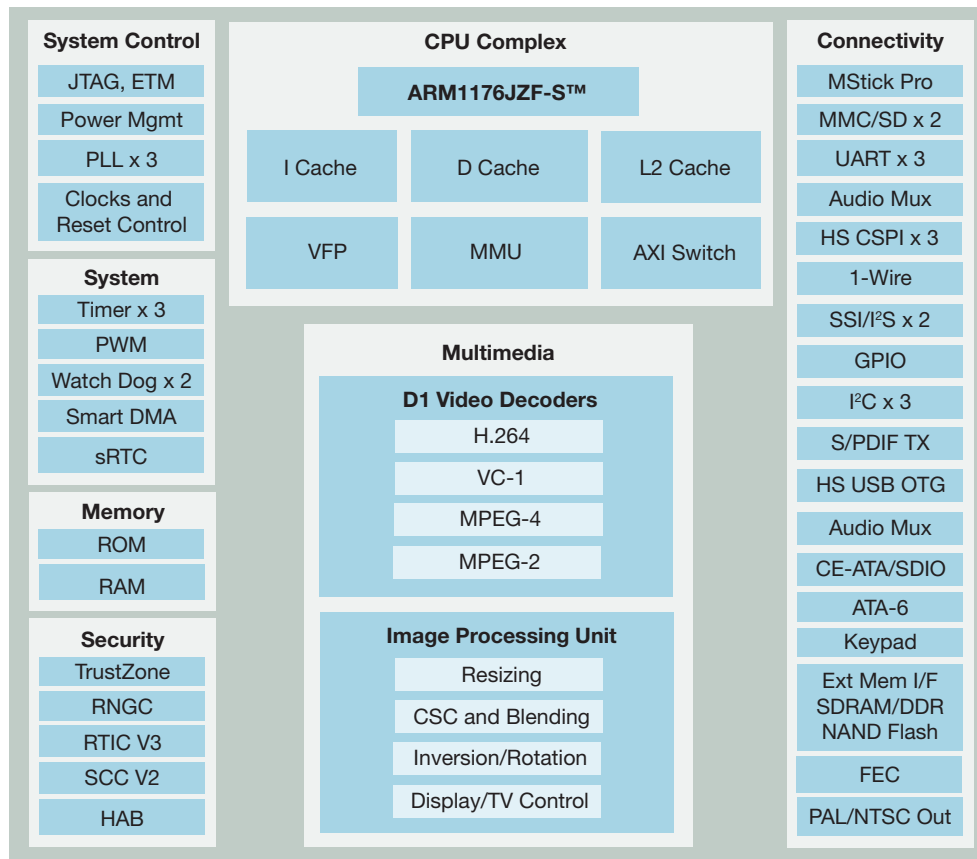 System Control
JTAG, ETM
Power Mgmt
PLL x 3
Clocks and
Reset Control
System
Timer x 3
PWM
Watch Dog x 2
Smart DMA
sRTC
Memory
ROM
RAM
Security
TrustZone
RNGC
RTIC V3
SCC V2
HAB
CPU Complex
ARM1176JZF-S™
I Cache
D Cache
L2 Cache
VFP
MMU
AXI Switch
Multimedia
D1 Video Decoders
H.264
VC-1
MPEG-4
MPEG-2
Image Processing Unit
Resizing
CSC and Blending
Inversion/Rotation
Display/TV Control
Connectivity
MStick Pro
MMC/SD x 2
UART x 3
Audio Mux
HS CSPI x 3
1-Wire
SSI/I²S x 2
GPIO
I²C x 3
S/PDIF TX
HS USB OTG
Audio Mux
CE-ATA/SDIO
ATA-6
Keypad
Ext Mem I/F
SDRAM/DDR
NAND Flash
FEC
PAL/NTSC Out